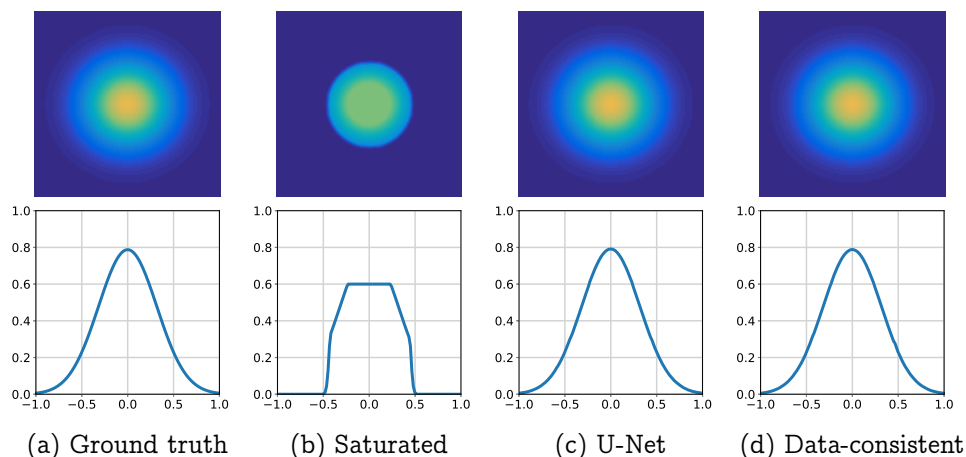 1.0 1.0 1.0 1.0
0.8 0.8 0.8 0.8
0.6 0.6 0.6 0.6
0.4 0.4 0.4 0.4
0.2 0.2 0.2 0.2
0.0 0.0 0.0 0.0
−1.0 −0.5 0.0 0.5 1.0 −1.0 −0.5 0.0 0.5 1.0 −1.0 −0.5 0.0 0.5 1.0 −1.0 −0.5 0.0 0.5 1.0
(a) Ground truth (b) Saturated (c) U-Net (d) Data-consistent